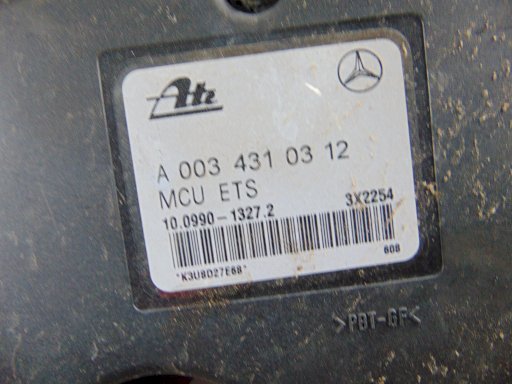 Ate
A 003 431 03 12
MCU ETS
10.0990-1327.2 3X2254
*K3U8D27E68* 608
>PBT-GF<